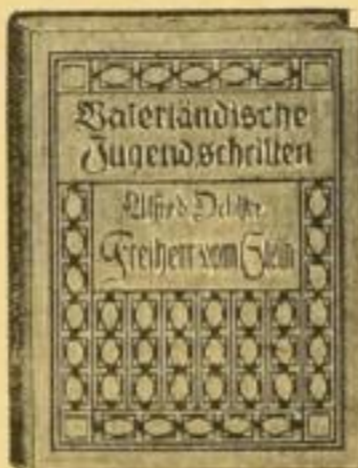 Vaterländische
Jugendschriften
Alfred
Freiherr vom Stein